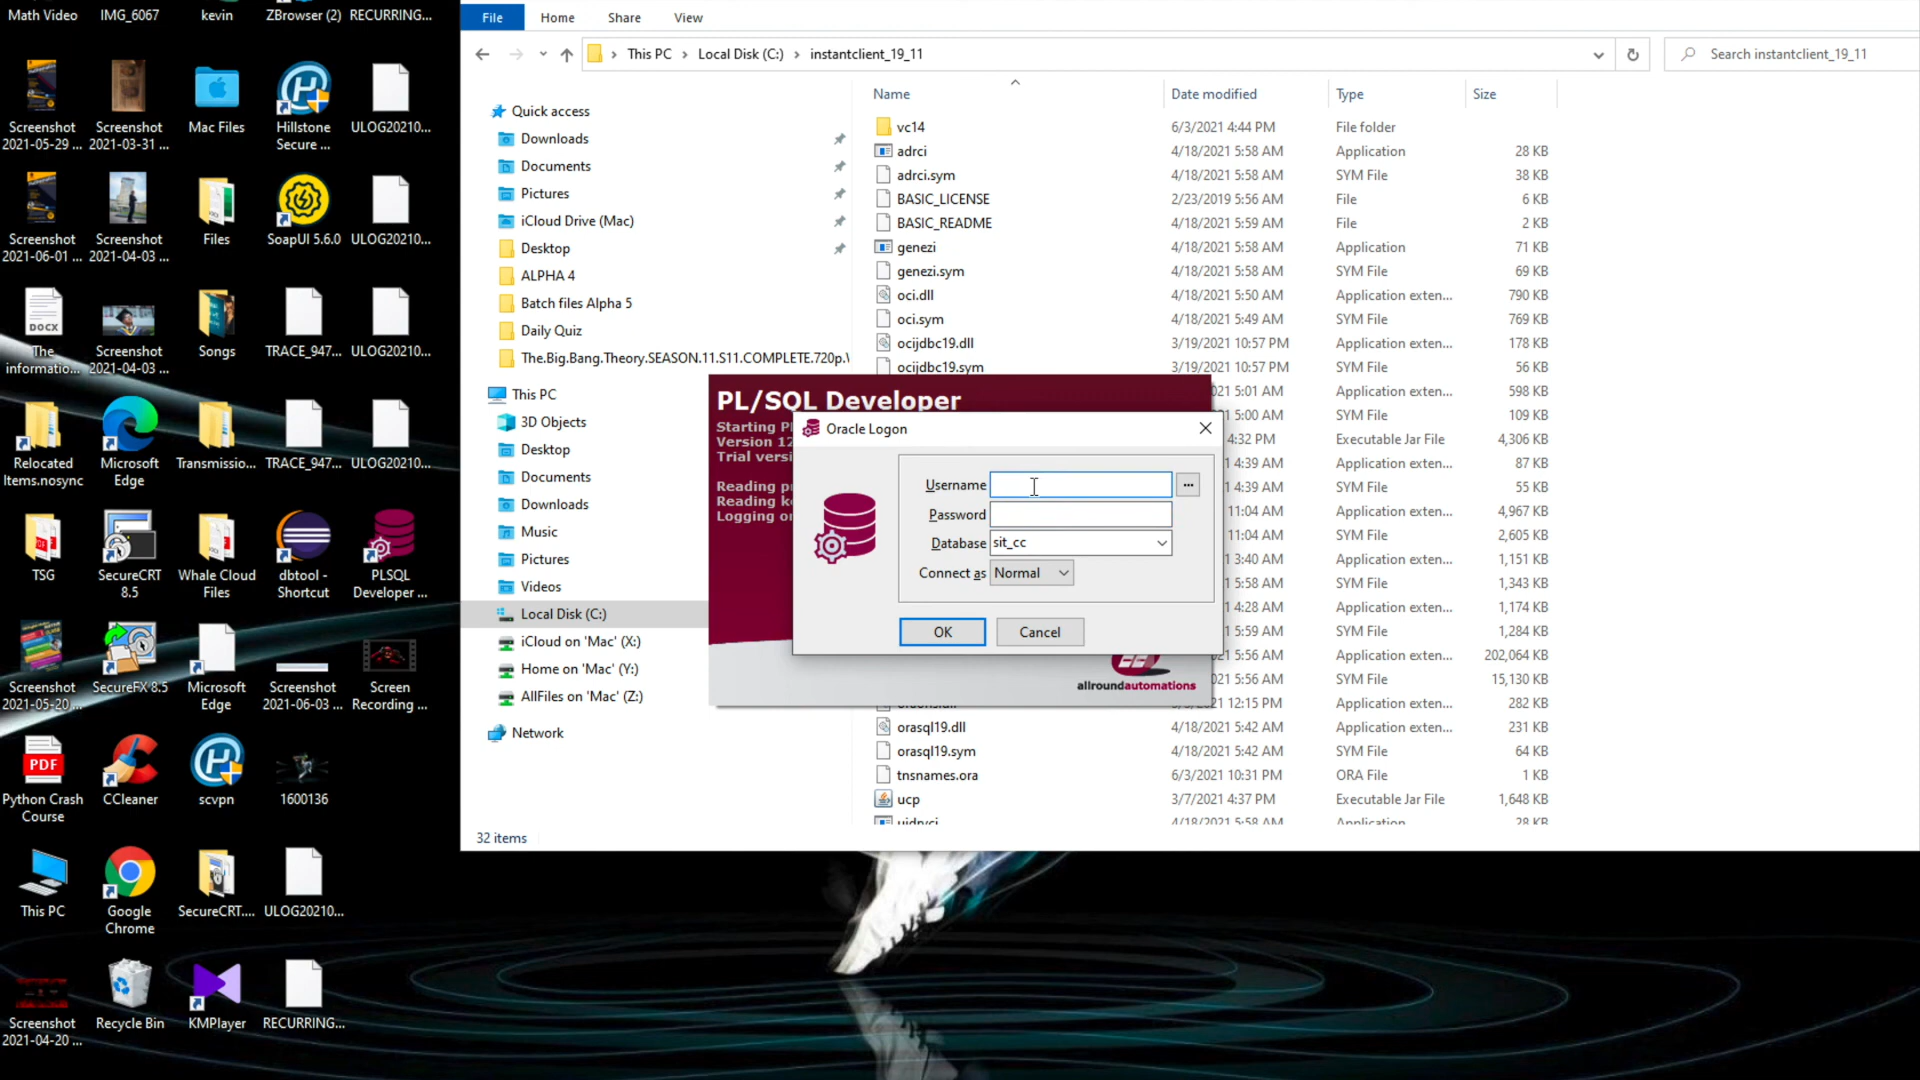 Math Video
IMG_6067
kevin
ZBrowser (2)
RECURRING...
Screenshot
2021-05-29 ...
Screenshot
2021-03-31 ...
Mac Files
Hillstone
Secure ...
ULOG20210...
Screenshot
2021-06-01 ...
Screenshot
2021-04-03 ...
Files
SoapUI 5.6.0
ULOG20210...
DOCX
The
informatio...
Screenshot
2021-04-03 ...
Songs
TRACE_947...
ULOG20210...
Relocated
Items.nosync
Microsoft
Edge
Transmissio...
TRACE_947...
ULOG20210...
TSG
SecureCRT
8.5
Whale Cloud
Files
dbtool -
Shortcut
PLSQL
Developer ...
Screenshot
2021-05-20 ...
SecureFX 8.5
Microsoft
Edge
Screenshot
2021-06-03 ...
Screen
Recording ...
PDF
Python Crash
Course
CCleaner
scvpn
1600136
This PC
Google
Chrome
SecureCRT....
ULOG20210...
Screenshot
2021-04-20 ...
Recycle Bin
KMPlayer
RECURRING...
File
Home
Share
View
This PC > Local Disk (C:) > instantclient_19_11
Search instantclient_19_11
Quick access
Downloads
Documents
Pictures
iCloud Drive (Mac)
Desktop
ALPHA 4
Batch files Alpha 5
Daily Quiz
The.Big.Bang.Theory.SEASON.11.S11.COMPLETE.720p.
This PC
3D Objects
Desktop
Documents
Downloads
Music
Pictures
Videos
Local Disk (C:)
iCloud on 'Mac' (X:)
Home on 'Mac' (Y:)
AllFiles on 'Mac' (Z:)
Network
Name Date modified Type Size
vc14 6/3/2021 4:44 PM File folder
adrci 4/18/2021 5:58 AM Application 28 KB
adrci.sym 4/18/2021 5:58 AM SYM File 38 KB
BASIC_LICENSE 2/23/2019 5:56 AM File 6 KB
BASIC_README 4/18/2021 5:59 AM File 2 KB
genezi 4/18/2021 5:58 AM Application 71 KB
genezi.sym 4/18/2021 5:58 AM SYM File 69 KB
oci.dll 4/18/2021 5:50 AM Application exten... 790 KB
oci.sym 4/18/2021 5:49 AM SYM File 769 KB
ocijdbc19.dll 3/19/2021 10:57 PM Application exten... 178 KB
ocijdbc19.sym 3/19/2021 10:57 PM SYM File 56 KB
21 5:01 AM Application exten... 598 KB
1 5:00 AM SYM File 109 KB
4:32 PM Executable Jar File 4,306 KB
1 4:39 AM Application exten... 87 KB
1 4:39 AM SYM File 55 KB
11:04 AM Application exten... 4,967 KB
11:04 AM SYM File 2,605 KB
1 3:40 AM Application exten... 1,151 KB
1 5:58 AM SYM File 1,343 KB
1 4:28 AM Application exten... 1,174 KB
1 5:59 AM SYM File 1,284 KB
21 5:56 AM Application exten... 202,064 KB
21 5:56 AM SYM File 15,130 KB
21 12:15 PM Application exten... 282 KB
orasql19.dll 4/18/2021 5:42 AM Application exten... 231 KB
orasql19.sym 4/18/2021 5:42 AM SYM File 64 KB
tnsnames.ora 6/3/2021 10:31 PM ORA File 1 KB
ucp 3/7/2021 4:37 PM Executable Jar File 1,648 KB
4/18/2021 5:58 AM Application 28 KB
32 items
PL/SQL Developer
Starting P
Version 12
Trial versi
Reading p
Reading k
Logging o
Oracle Logon
Username
...
Password
Database sit_cc
Connect as Normal
OK
Cancel
allroundautomations